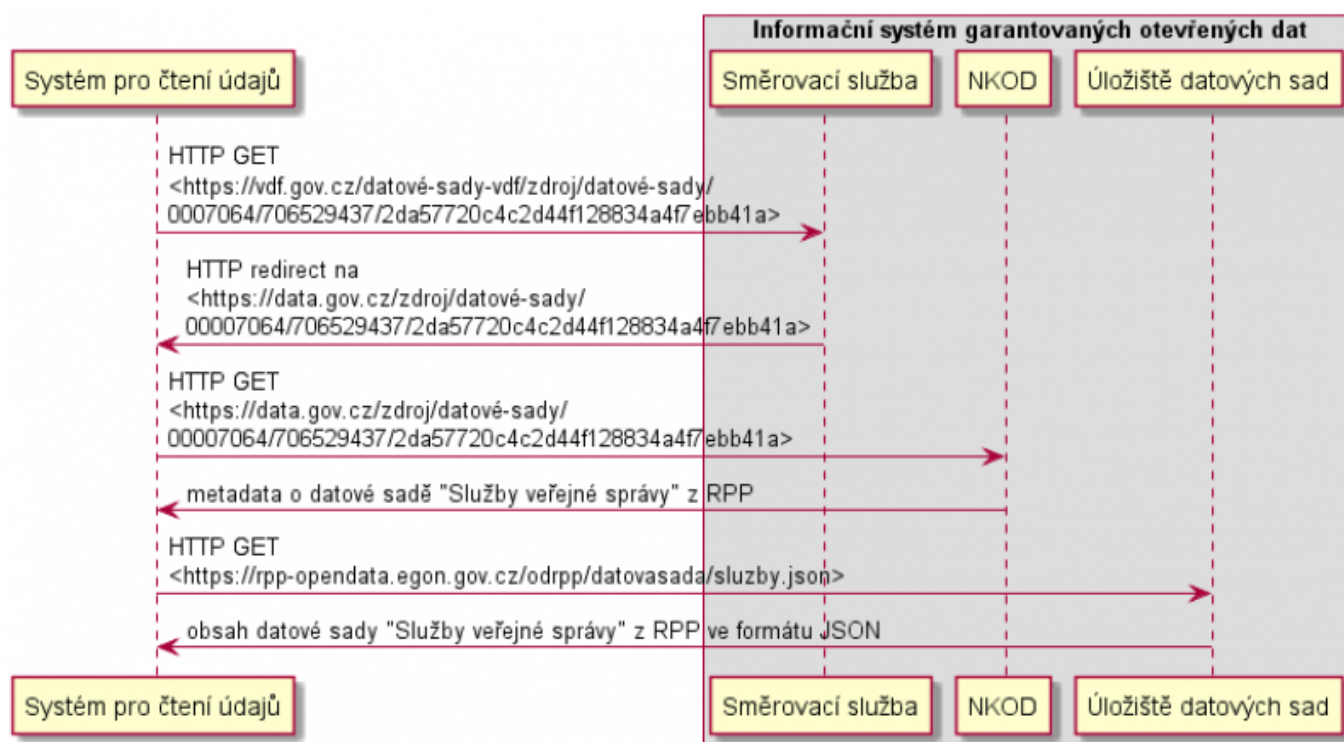 Informační systém garantovaných otevřených dat
Systém pro čtení údajů
Směrovací služba
NKOD
Úložiště datových sad
HTTP GET
<https://vdf.gov.cz/datové-sady-vdf/zdroj/datové-sady/
0007064/706529437/2da57720c4c2d44f128834a4f7ebb41a>
HTTP redirect na
<https://data.gov.cz/zdroj/datové-sady/
00007064/706529437/2da57720c4c2d44f128834a4f7ebb41a>
HTTP GET
<https://data.gov.cz/zdroj/datové-sady/
00007064/706529437/2da57720c4c2d44f128834a4f7ebb41a>
metadata o datové sadě "Služby veřejné správy" z RPP
HTTP GET
<https://rpp-opendata.egon.gov.cz/odrpp/datovasada/sluzby.json>
obsah datové sady "Služby veřejné správy" z RPP ve formátu JSON
Systém pro čtení údajů
Směrovací služba
NKOD
Úložiště datových sad